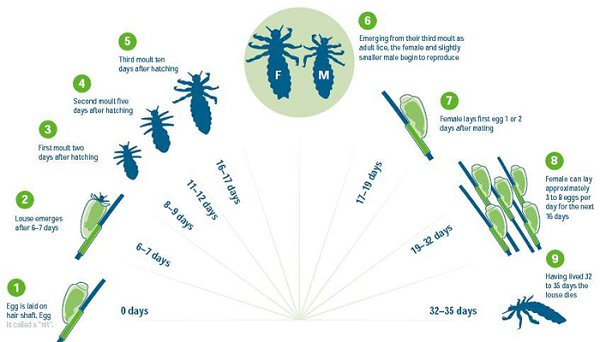 1
Egg is laid on
hair shaft. Egg
is called a "nit".
0 days
2
Louse emerges
after 6–7 days
6–7 days
3
First moult two
days after hatching
8–9 days
4
Second moult five
days after hatching
11–12 days
5
Third moult ten
days after hatching
16–17 days
F
M
6
Emerging from their third moult as
adult lice, the female and slightly
smaller male begin to reproduce
7
Female lays first egg 1 or 2
days after mating
17–19 days
8
Female can lay
approximately
3 to 8 eggs per
day for the next
16 days
19–32 days
9
Having lived 32
to 35 days the
louse dies
32–35 days